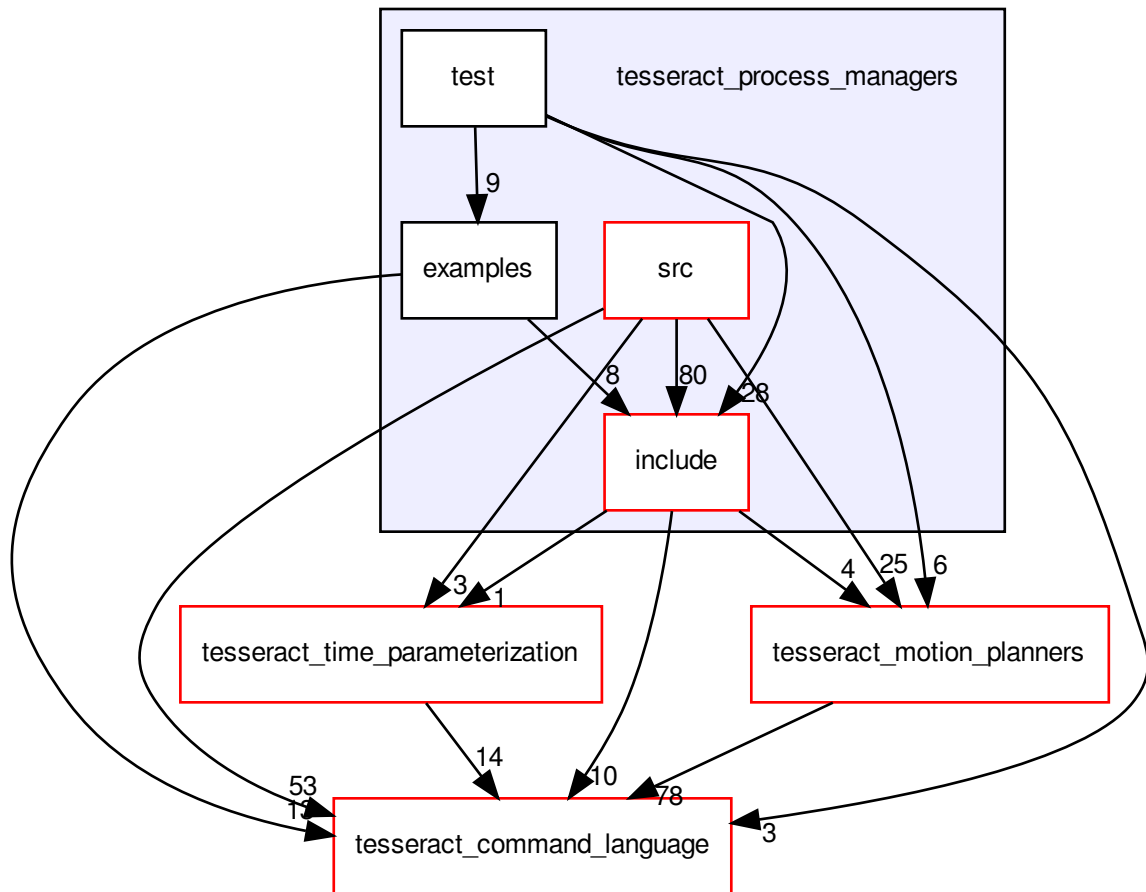 test
tesseract_process_managers
9
examples
src
8
80
28
include
3
1
4
25
6
tesseract_time_parameterization
tesseract_motion_planners
14
10
78
53
13
3
tesseract_command_language